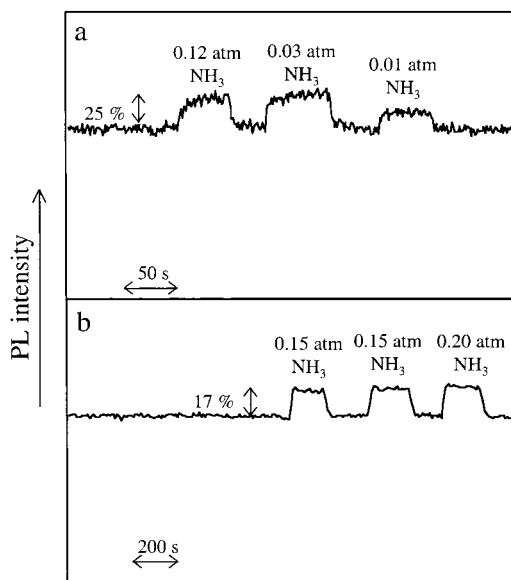 a
0.12 atm
NH₃
0.03 atm
NH₃
0.01 atm
NH₃
25 %
50 s
PL intensity
b
0.15 atm
NH₃
0.15 atm
NH₃
0.20 atm
NH₃
17 %
200 s